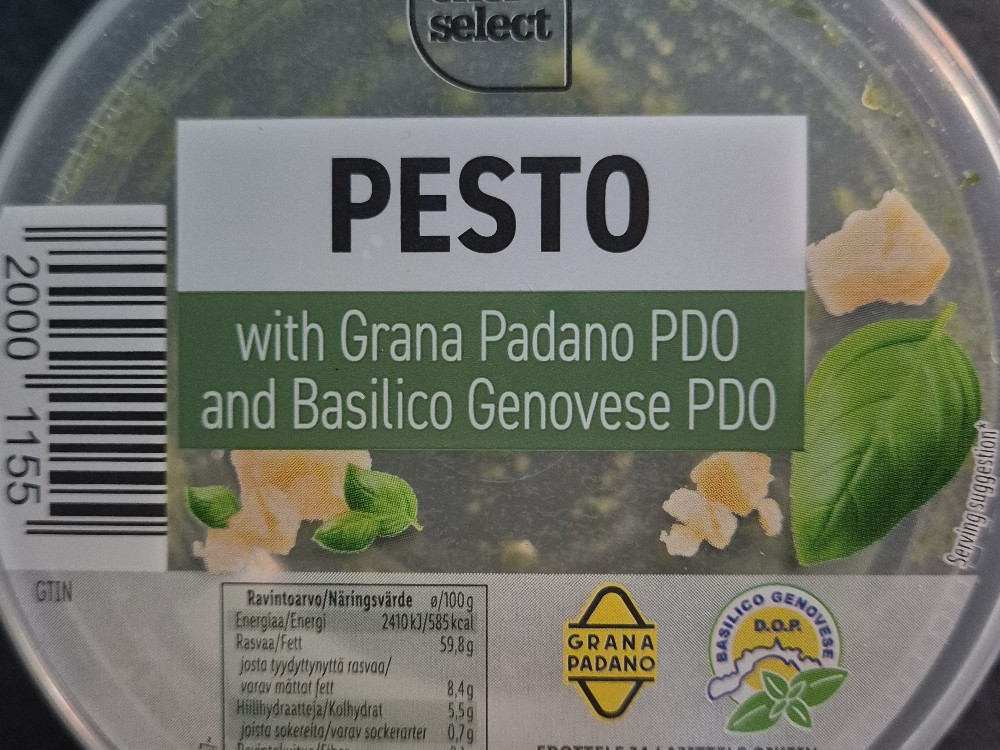 select
PESTO
with Grana Padano PDO
and Basilico Genovese PDO
2000 1155
GTIN
Serving suggestion*
Ravintoarvo/Näringsvärde ø/100g
Energiaa/Energi 2410 kJ/585 kcal
Rasvaa/Fett 59,8g
josta tyydyttynyttä rasvaa/
varav mättat fett 8,4g
Hiilihydraatteja/Kolhydrat 5,5g
joista sokereita/varav sockerarter 0,7g
GRANA
PADANO
BASILICO GENOVESE
D.O.P.